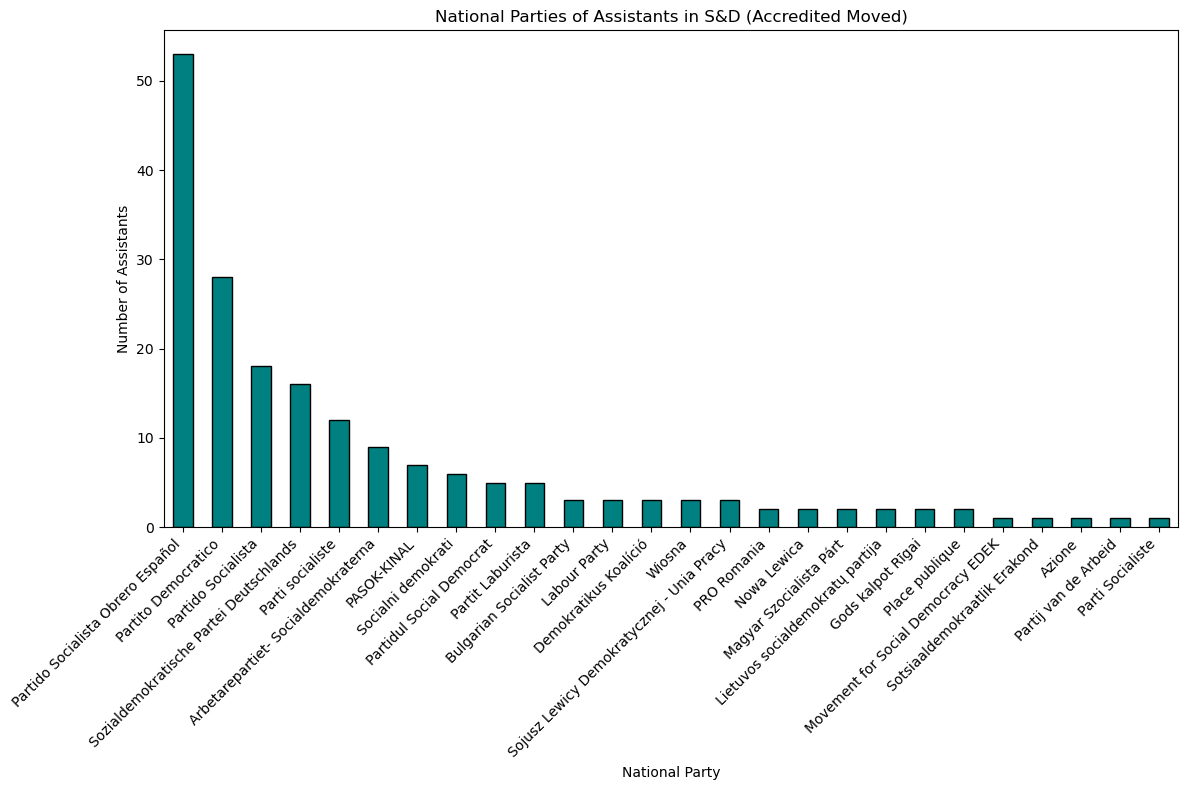 National Parties of Assistants in S&D (Accredited Moved)
Number of Assistants
50
40
30
20
10
0
Partido Socialista Obrero Español
Partito Democratico
Partido Socialista
Sozialdemokratische Partei Deutschlands
Parti socialiste
Arbetarepartiet- Socialdemokraterna
PASOK-KINAL
Socialni demokrati
Partidul Social Democrat
Partit Laburista
Bulgarian Socialist Party
Labour Party
Demokratikus Koalíció
Wiosna
Sojusz Lewicy Demokratycznej - Unia Pracy
PRO Romania
Nowa Lewica
Magyar Szocialista Párt
Lietuvos socialdemokratų partija
Gods kalpot Rīgai
Place publique
Movement for Social Democracy EDEK
Sotsiaaldemokraatlik Erakond
Azione
Partij van de Arbeid
Parti Socialiste
National Party